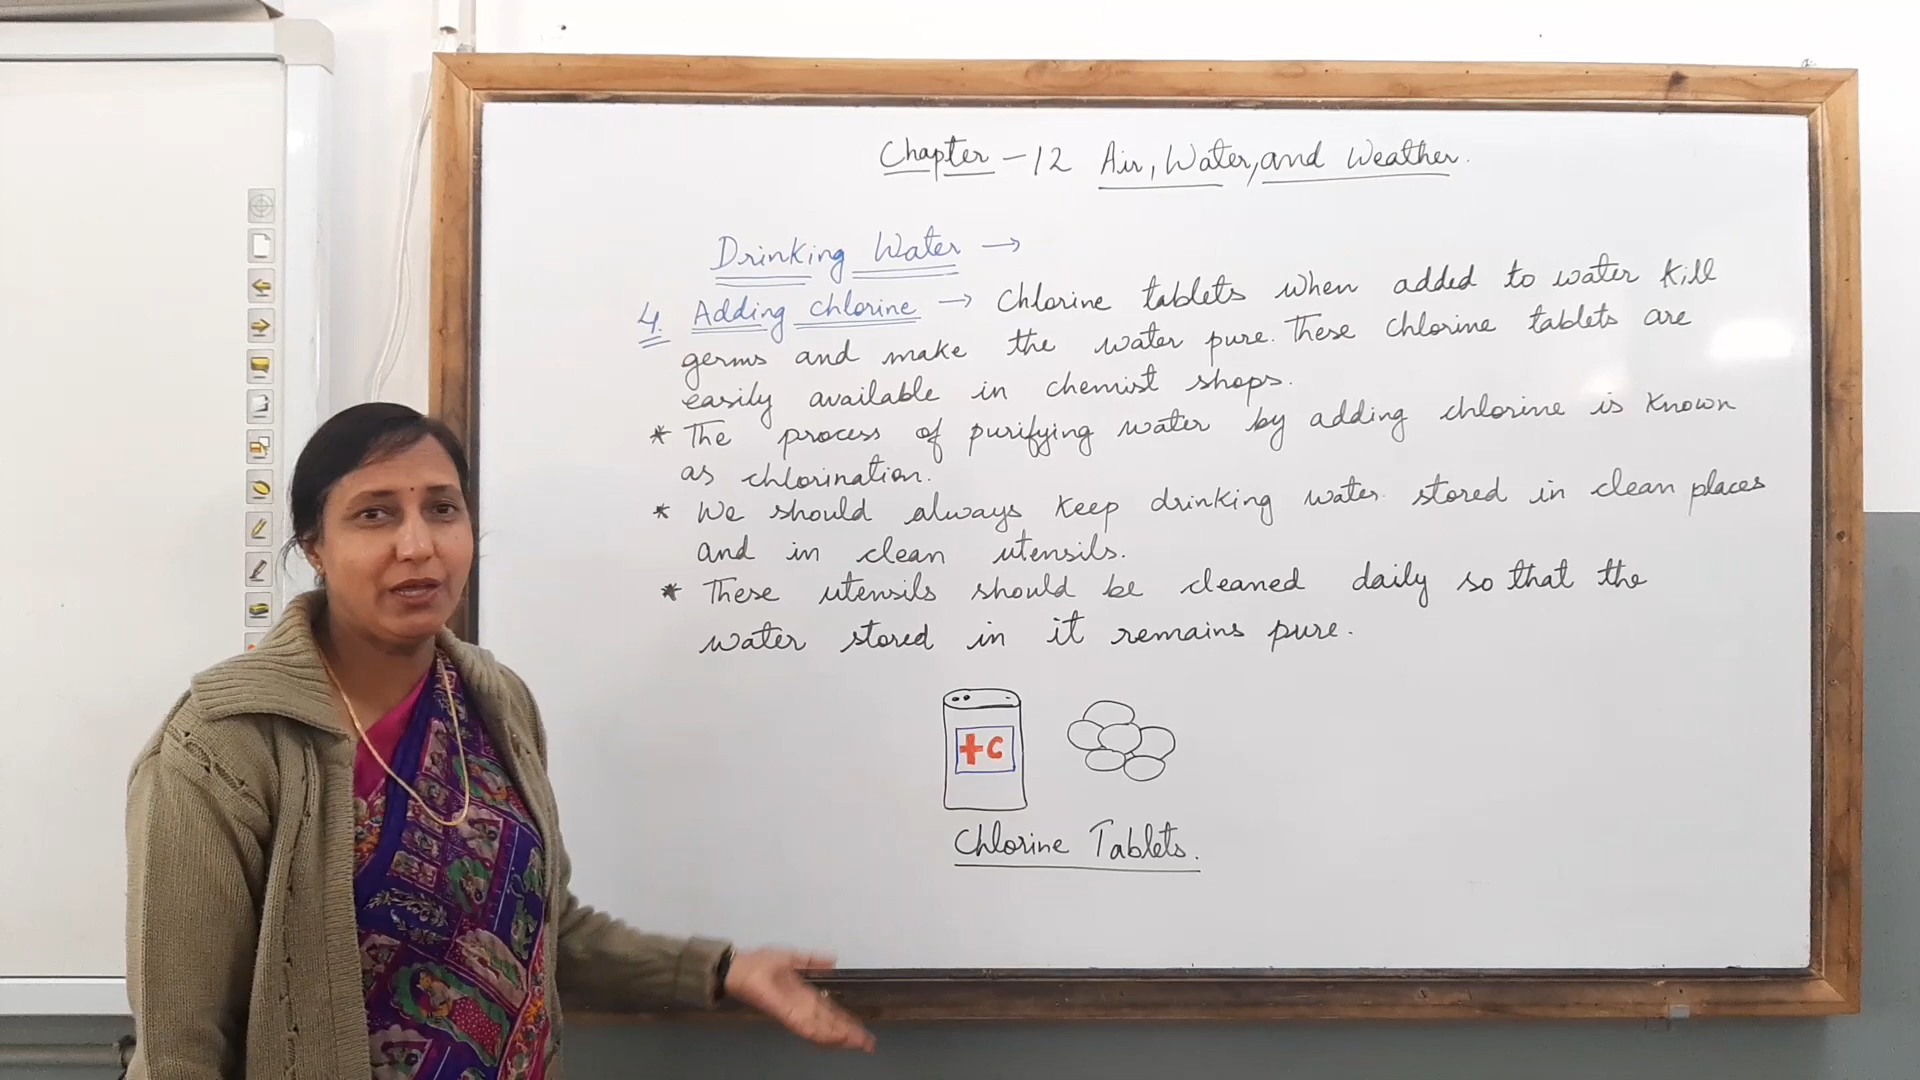 Chapter - 12 Air, Water, and Weather.
Drinking Water →
4. Adding chlorine → Chlorine tablets when added to water kill
germs and make the water pure. These chlorine tablets are
easily available in chemist shops.
* The process of purifying water by adding chlorine is known
as chlorination.
* We should always keep drinking water stored in clean places
and in clean utensils.
* These utensils should be cleaned daily so that the
water stored in it remains pure.
+C
Chlorine Tablets.